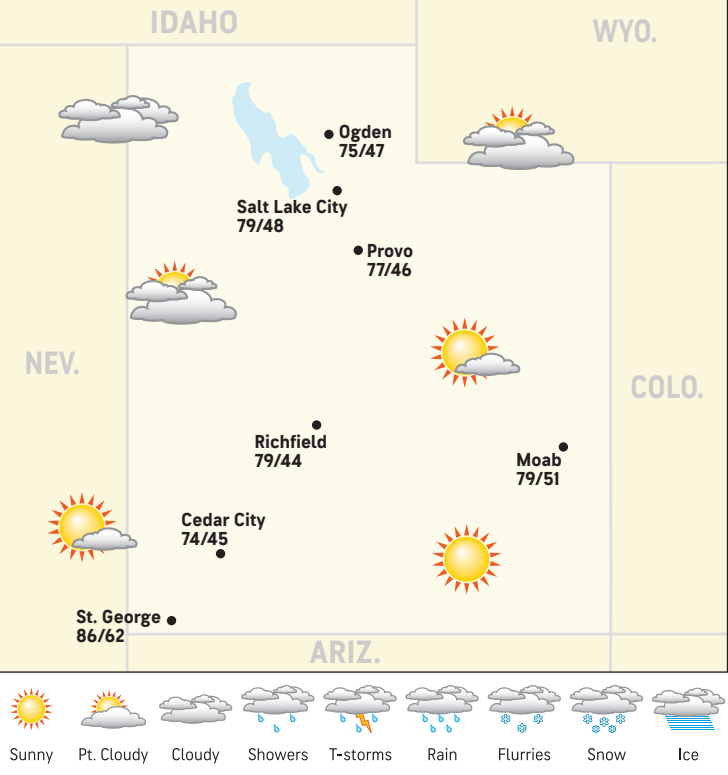 IDAHO
WYO.
Ogden
75/47
Salt Lake City
79/48
Provo
77/46
NEV.
COLO.
Richfield
79/44
Moab
79/51
Cedar City
74/45
St. George
86/62
ARIZ.
Sunny Pt. Cloudy Cloudy Showers T-storms Rain Flurries Snow Ice